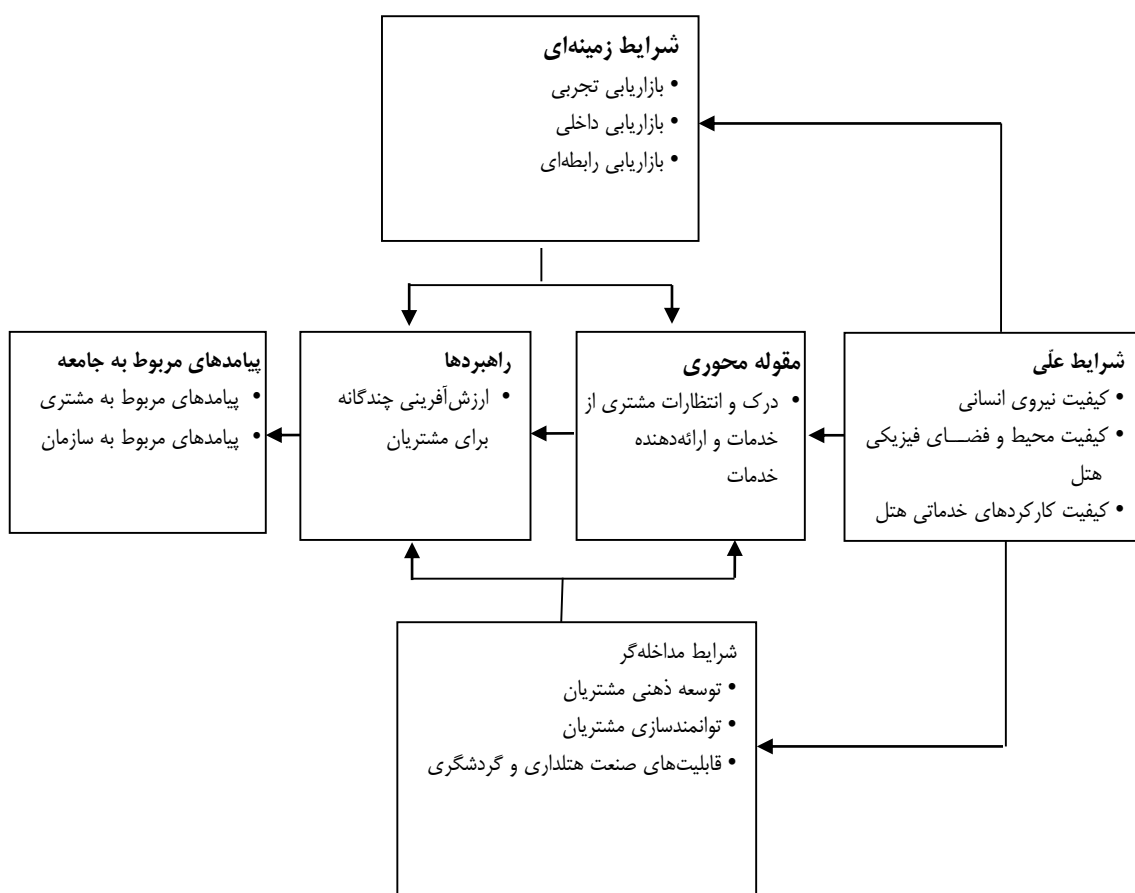 شرایط زمینه‌ای
• بازاریابی تجربی
• بازاریابی داخلی
• بازاریابی رابطه‌ای
شرایط علّی
• کیفیت نیروی انسانی
• کیفیت محیط و فضای فیزیکی
هتل
• کیفیت کارکردهای خدماتی هتل
مقوله محوری
• درک و انتظارات مشتری از
خدمات و ارائه‌دهنده
خدمات
راهبردها
• ارزش‌آفرینی چندگانه
برای مشتریان
پیامدهای مربوط به جامعه
• پیامدهای مربوط به مشتری
• پیامدهای مربوط به سازمان
شرایط مداخله‌گر
• توسعه ذهنی مشتریان
• توانمندسازی مشتریان
• قابلیت‌های صنعت هتلداری و گردشگری